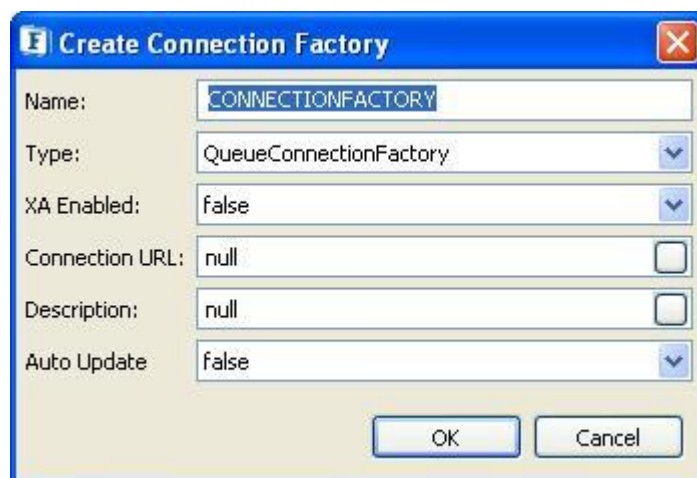 F Create Connection Factory
Name: CONNECTIONFACTORY
Type: QueueConnectionFactory
XA Enabled: false
Connection URL: null
Description: null
Auto Update false
OK Cancel